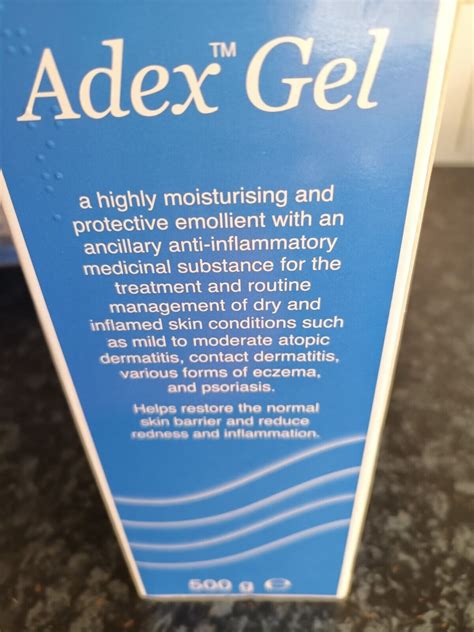 Adex™ Gel
a highly moisturising and
protective emollient with an
ancillary anti-inflammatory
medicinal substance for the
treatment and routine
management of dry and
inflamed skin conditions such
as mild to moderate atopic
dermatitis, contact dermatitis,
various forms of eczema,
and psoriasis.
Helps restore the normal
skin barrier and reduce
redness and inflammation.
500 g ℮